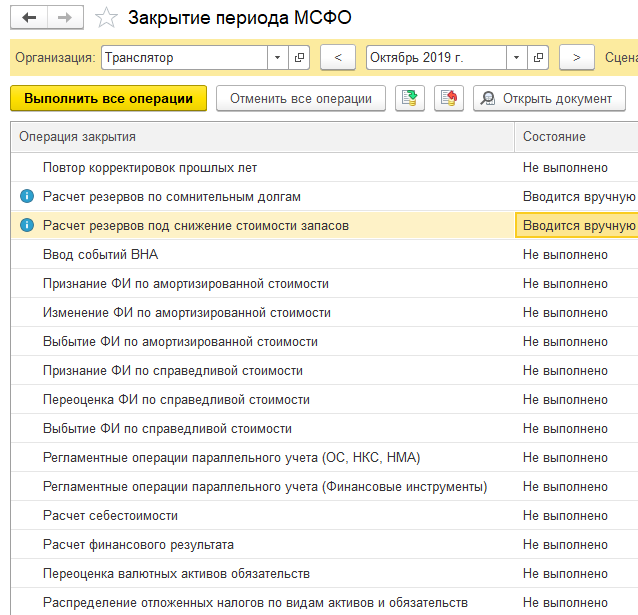 Закрытие периода МСФО
Организация: Транслятор < Октябрь 2019 г. > Сцена
Выполнить все операции Отменить все операции Открыть документ
Операция закрытия Состояние
Повтор корректировок прошлых лет Не выполнено
Расчет резервов по сомнительным долгам Вводится вручную
Расчет резервов под снижение стоимости запасов Вводится вручную
Ввод событий ВНА Не выполнено
Признание ФИ по амортизированной стоимости Не выполнено
Изменение ФИ по амортизированной стоимости Не выполнено
Выбытие ФИ по амортизированной стоимости Не выполнено
Признание ФИ по справедливой стоимости Не выполнено
Переоценка ФИ по справедливой стоимости Не выполнено
Выбытие ФИ по справедливой стоимости Не выполнено
Регламентные операции параллельного учета (ОС, НКС, НМА) Не выполнено
Регламентные операции параллельного учета (Финансовые инструменты) Не выполнено
Расчет себестоимости Не выполнено
Расчет финансового результата Не выполнено
Переоценка валютных активов обязательств Не выполнено
Распределение отложенных налогов по видам активов и обязательств Не выполнено